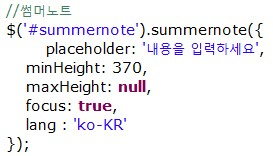 //썸머노트
$('#summernote').summernote({
placeholder: '내용을 입력하세요',
minHeight: 370,
maxHeight: null,
focus: true,
lang : 'ko-KR'
});